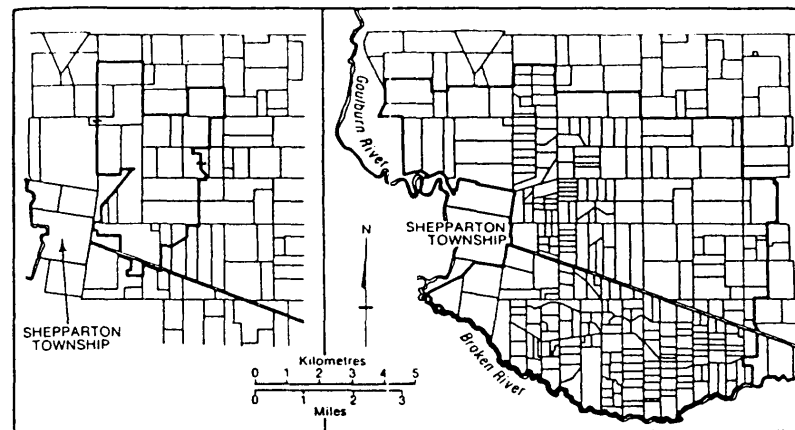 SHEPPARTON
TOWNSHIP
Goulburn River
SHEPPARTON
TOWNSHIP
N
Broken River
Kilometres
0 1 2 3 4 5
0 1 2 3
Miles